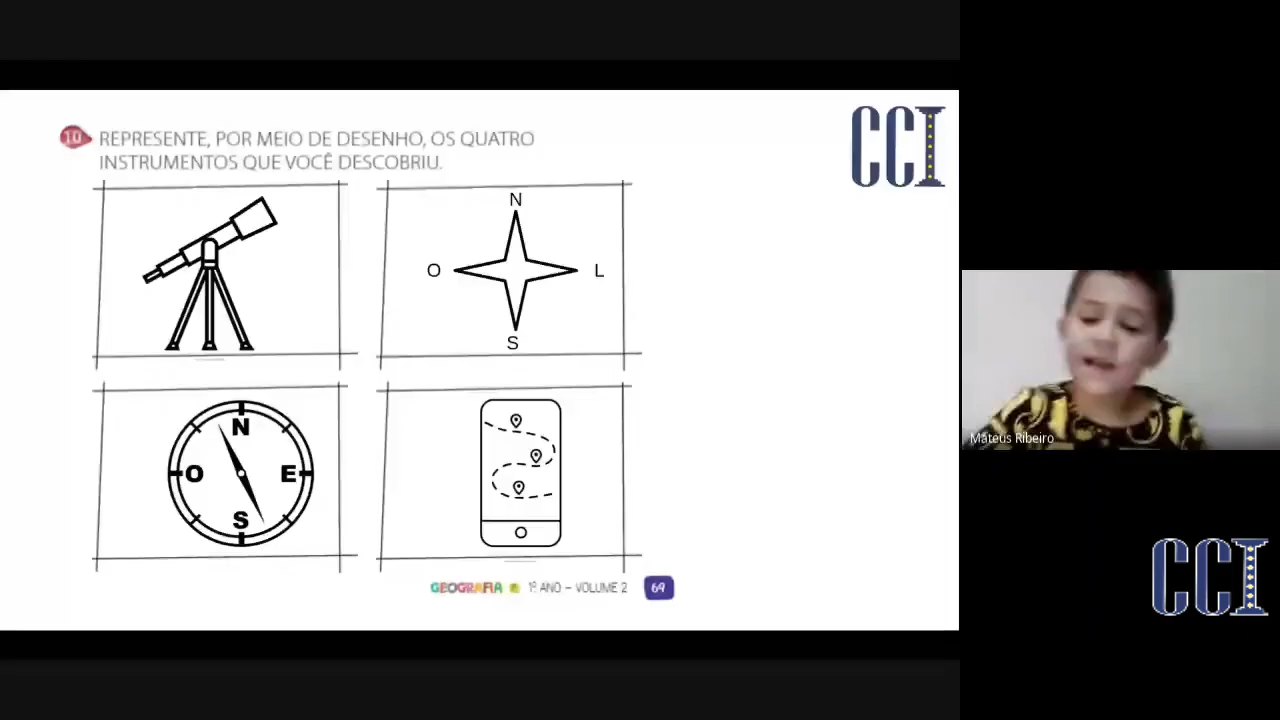 10 REPRESENTE, POR MEIO DE DESENHO, OS QUATRO
INSTRUMENTOS QUE VOCÊ DESCOBRIU.
CCI
N
O L
S
N
O E
S
GEOGRAFIA 1º ANO – VOLUME 2 69
Mateus Ribeiro
CCI